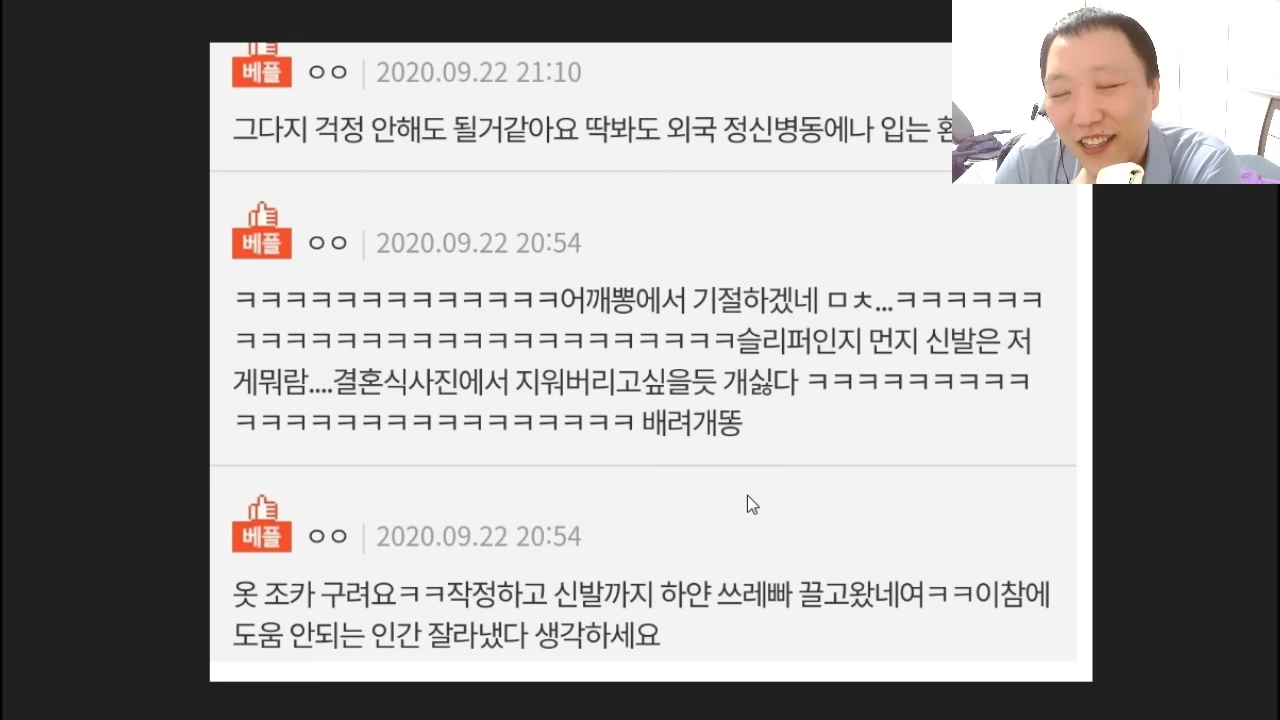 베플 ㅇㅇ | 2020.09.22 21:10
그다지 걱정 안해도 될거같아요 딱봐도 외국 정신병동에나 입는
베플 ㅇㅇ | 2020.09.22 20:54
ㅋㅋㅋㅋㅋㅋㅋㅋㅋㅋㅋㅋㅋ어깨뽕에서 기절하겠네 ㅁㅊ...ㅋㅋㅋㅋㅋㅋ
ㅋㅋㅋㅋㅋㅋㅋㅋㅋㅋㅋㅋㅋㅋㅋㅋㅋㅋㅋㅋ슬리퍼인지 먼지 신발은 저
게뭐람....결혼식사진에서 지워버리고싶을듯 개싫다 ㅋㅋㅋㅋㅋㅋㅋㅋㅋ
ㅋㅋㅋㅋㅋㅋㅋㅋㅋㅋㅋㅋㅋㅋㅋㅋ 배려개똥
베플 ㅇㅇ | 2020.09.22 20:54
옷 조카 구려요ㅋㅋ작정하고 신발까지 하얀 쓰레빠 끌고왔네여ㅋㅋ이참에
도움 안되는 인간 잘라냈다 생각하세요